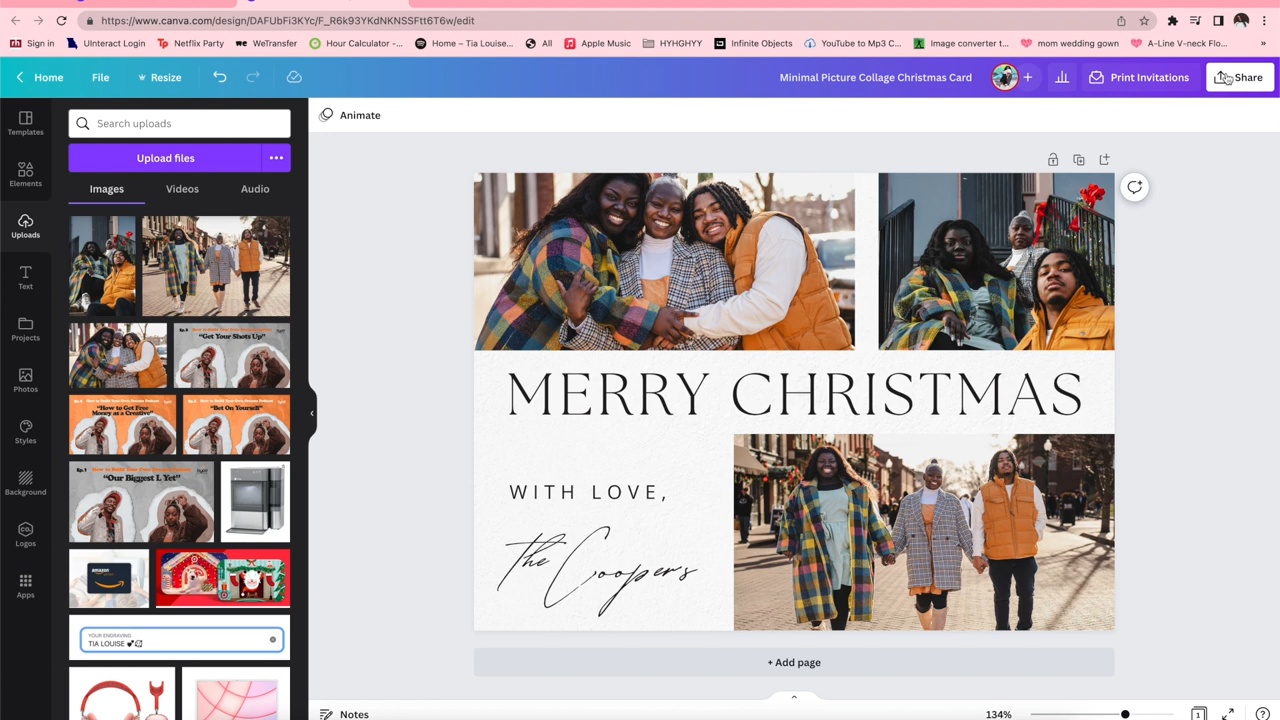 https://www.canva.com/design/DAFUbFi3KYc/F_R6k93YKdNKNSSFtt6T6w/edit
Sign in
UInteract Login
Netflix Party
WeTransfer
Hour Calculator -...
Home – Tia Louise...
All
Apple Music
HYHGHYY
Infinite Objects
YouTube to Mp3 C...
Image converter t...
mom wedding gown
A-Line V-neck Flo...
»
Home
File
Resize
Minimal Picture Collage Christmas Card
Print Invitations
Share
Templates
Elements
Uploads
Text
Projects
Photos
Styles
Background
Logos
Apps
Search uploads
Upload files
Images
Videos
Audio
"Get Your Shots Up"
"How to Get Free
Money as a Creative"
"Bet On Yourself"
Ep.1
"Our Biggest L Yet"
amazon
YOUR ENGRAVING
TIA LOUISE
Animate
MERRY CHRISTMAS
WITH LOVE,
the Coopers
+ Add page
Notes
134%
1